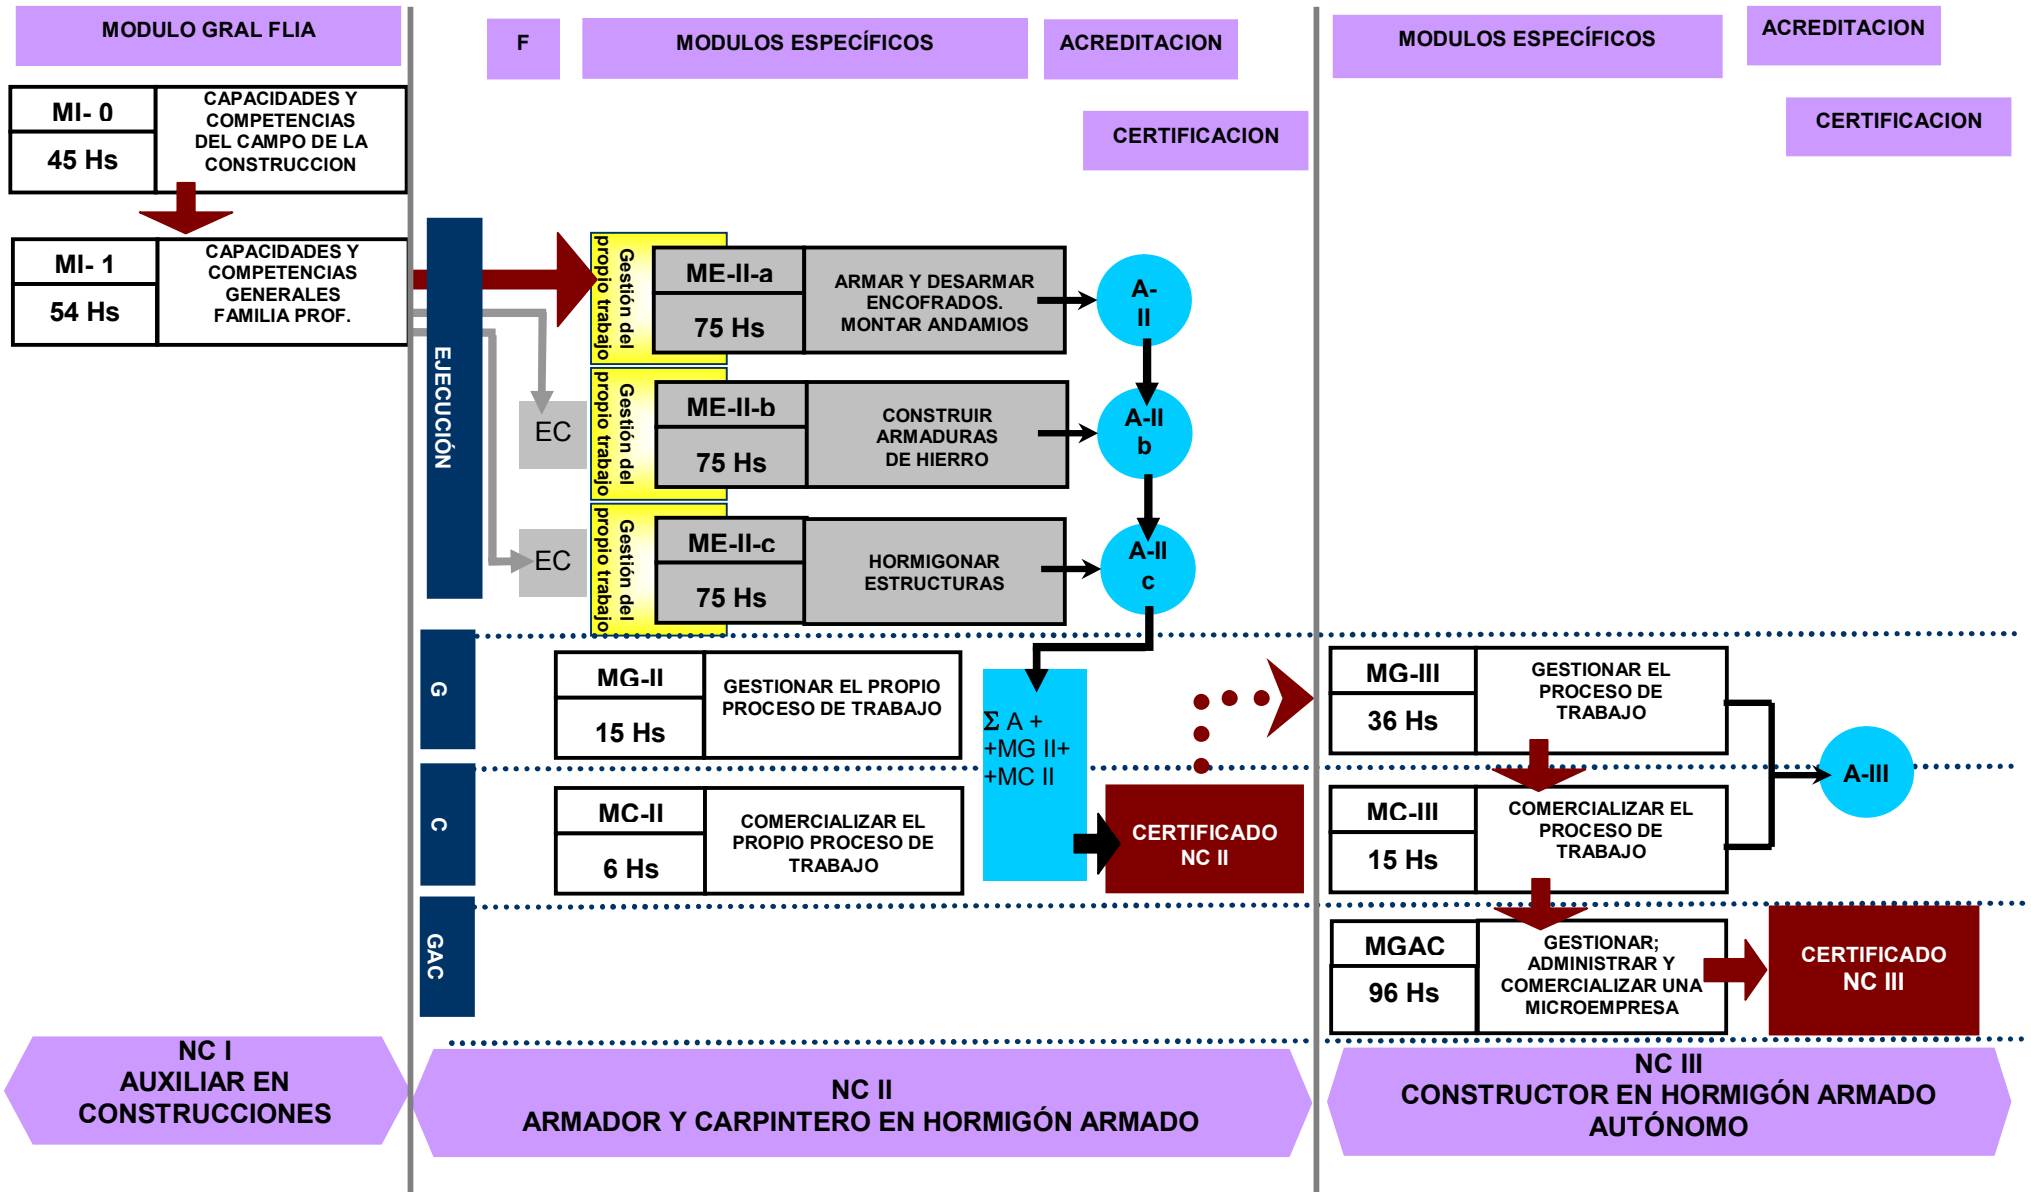 MODULO GRAL FLIA
F
MODULOS ESPECÍFICOS
ACREDITACION
MODULOS ESPECÍFICOS
ACREDITACION
CERTIFICACION
CERTIFICACION
MI- 0
45 Hs
CAPACIDADES Y
COMPETENCIAS
DEL CAMPO DE LA
CONSTRUCCION
MI- 1
54 Hs
CAPACIDADES Y
COMPETENCIAS
GENERALES
FAMILIA PROF.
EJECUCIÓN
Gestión del
propio trabajo
ME-II-a
75 Hs
ARMAR Y DESARMAR
ENCOFRADOS.
MONTAR ANDAMIOS
A-
II
EC
Gestión del
propio trabajo
ME-II-b
75 Hs
CONSTRUIR
ARMADURAS
DE HIERRO
A-II
b
EC
Gestión del
propio trabajo
ME-II-c
75 Hs
HORMIGONAR
ESTRUCTURAS
A-II
c
G
MG-II
15 Hs
GESTIONAR EL PROPIO
PROCESO DE TRABAJO
Σ A +
+MG II+
+MC II
MG-III
36 Hs
GESTIONAR EL
PROCESO DE
TRABAJO
A-III
C
MC-II
6 Hs
COMERCIALIZAR EL
PROPIO PROCESO DE
TRABAJO
CERTIFICADO
NC II
MC-III
15 Hs
COMERCIALIZAR EL
PROCESO DE
TRABAJO
GAC
MGAC
96 Hs
GESTIONAR;
ADMINISTRAR Y
COMERCIALIZAR UNA
MICROEMPRESA
CERTIFICADO
NC III
NC I
AUXILIAR EN
CONSTRUCCIONES
NC II
ARMADOR Y CARPINTERO EN HORMIGÓN ARMADO
NC III
CONSTRUCTOR EN HORMIGÓN ARMADO
AUTÓNOMO